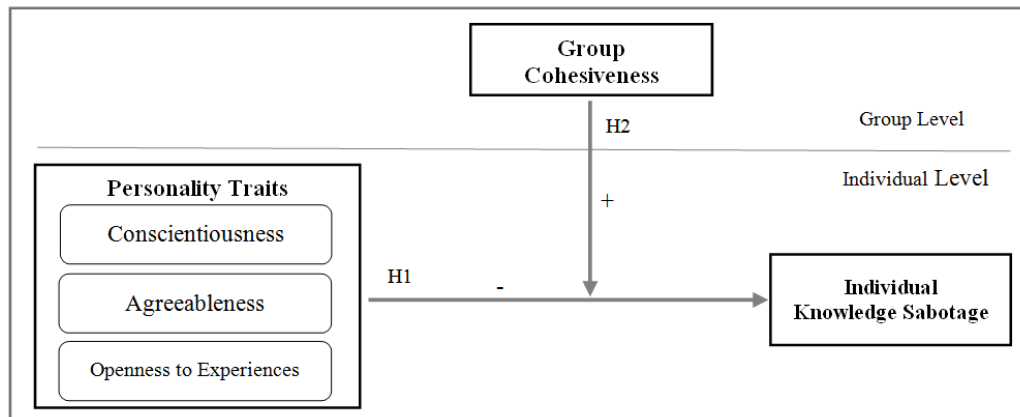 Group
Cohesiveness
H2
Group Level
Individual Level
Personality Traits
Conscientiousness
+
H1
-
Agreeableness
Individual
Knowledge Sabotage
Openness to Experiences